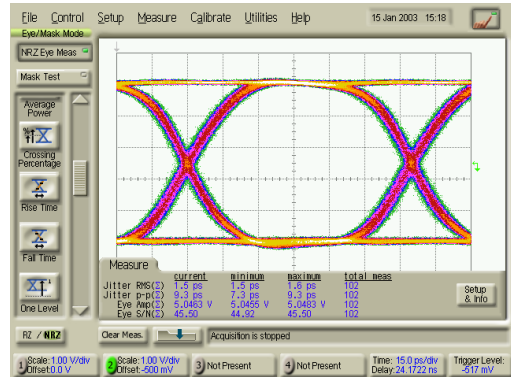 File Control Setup Measure Calibrate Utilities Help 15 Jan 2003 15:18
Eye/Mask Mode
NRZ Eye Meas
Mask Test
Average
Power
Crossing
Percentage
Rise Time
Fall Time
One Level
Measure
current minimum maximum total meas
Jitter RMS(Σ) 1.5 ps 1.5 ps 1.6 ps 102
Jitter p-p(Σ) 9.3 ps 7.3 ps 9.3 ps 102
Eye Amp(Σ) 5.0463 V 5.0455 V 5.0483 V 102
Eye S/N(Σ) 45.50 44.92 45.50 102
Setup
& Info
RZ / NRZ
Clear Meas.
Acquisition is stopped
1 Scale: 1.00 V/div
Offset:0.0 V
2 Scale: 1.00 V/div
Offset:-500 mV
3 Not Present
4 Not Present
Time: 15.0 ps/div
Delay: 24.1722 ns
Trigger Level:
-517 mV